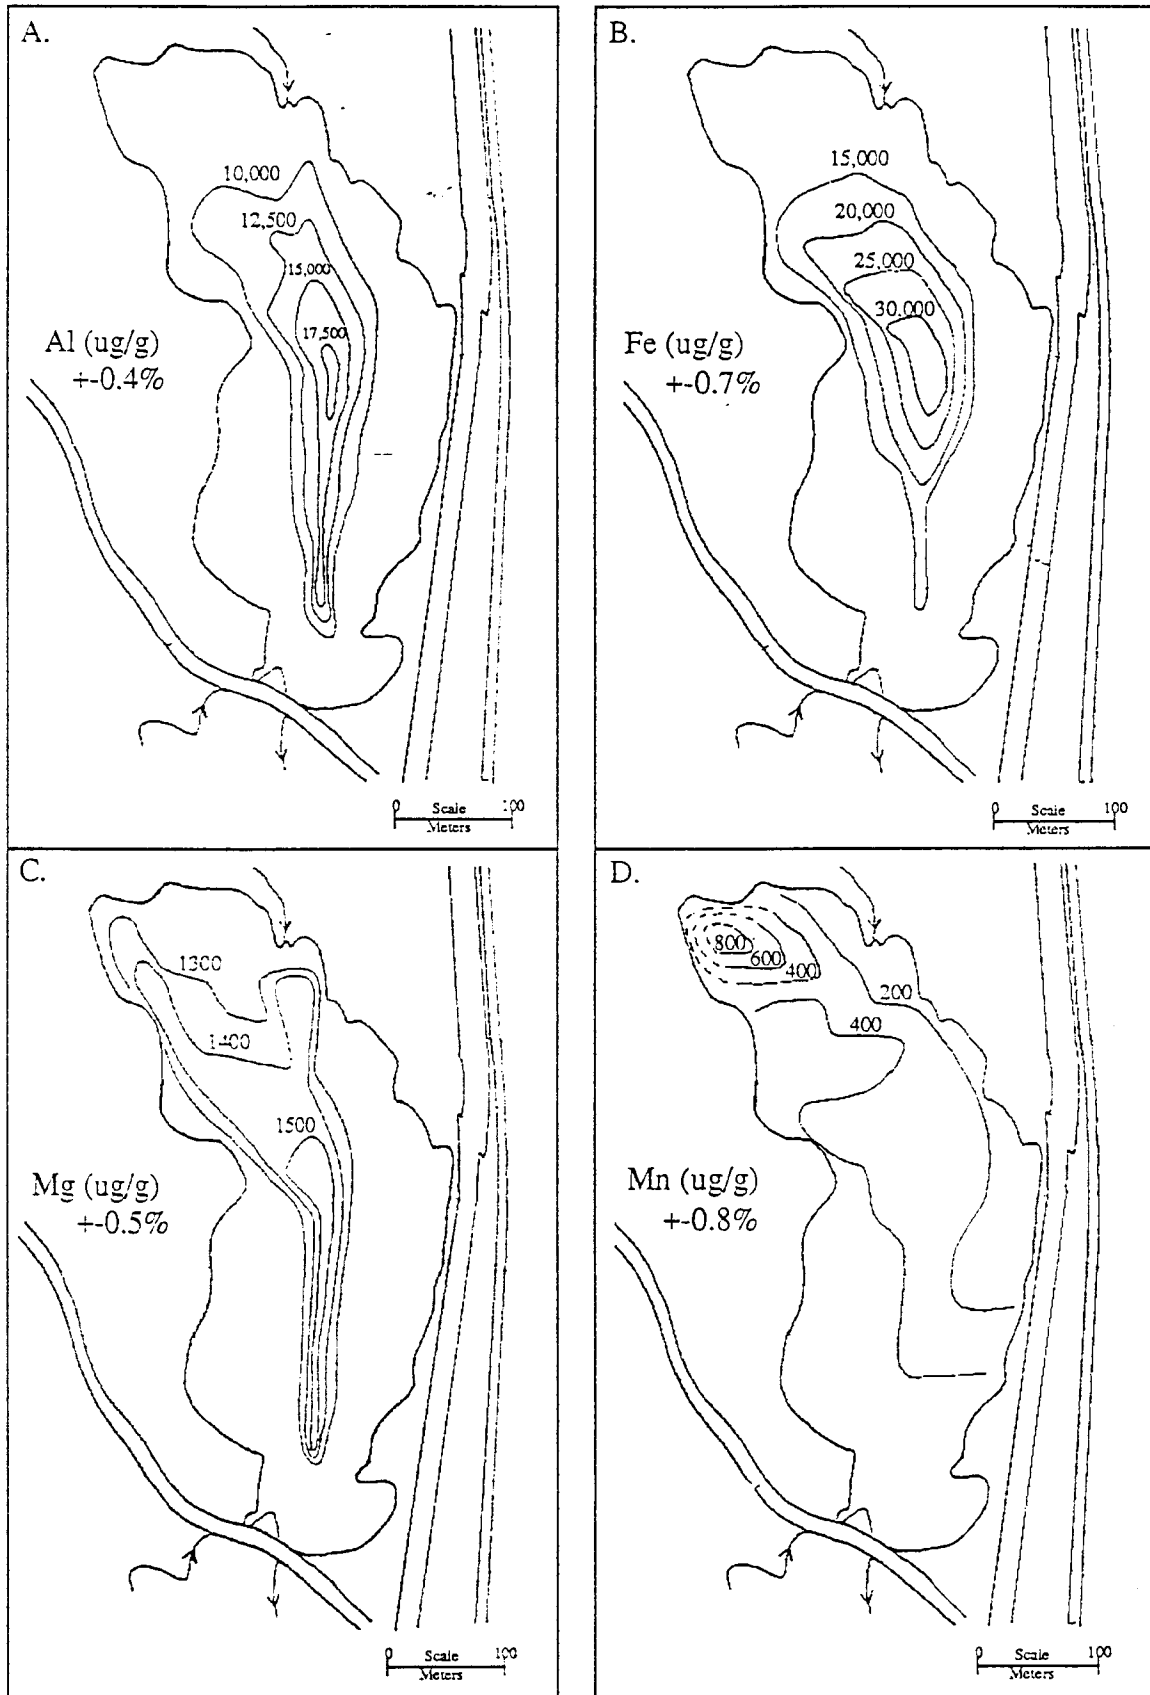 A.
10,000
12,500
15,000
17,500
Al (ug/g)
+-0.4%
0 Scale 100
Meters
B.
15,000
20,000
25,000
30,000
Fe (ug/g)
+-0.7%
0 Scale 100
Meters
C.
1300
1400
1500
Mg (ug/g)
+-0.5%
0 Scale 100
Meters
D.
800
600
400
200
400
Mn (ug/g)
+-0.8%
0 Scale 100
Meters